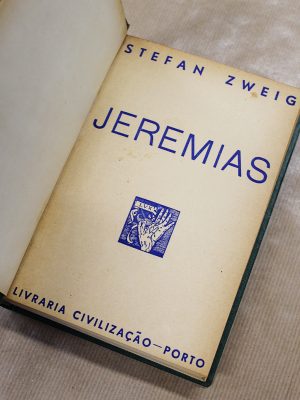 STEFAN ZWEIG
JEREMIAS
LIVRARIA CIVILIZAÇÃO—PORTO